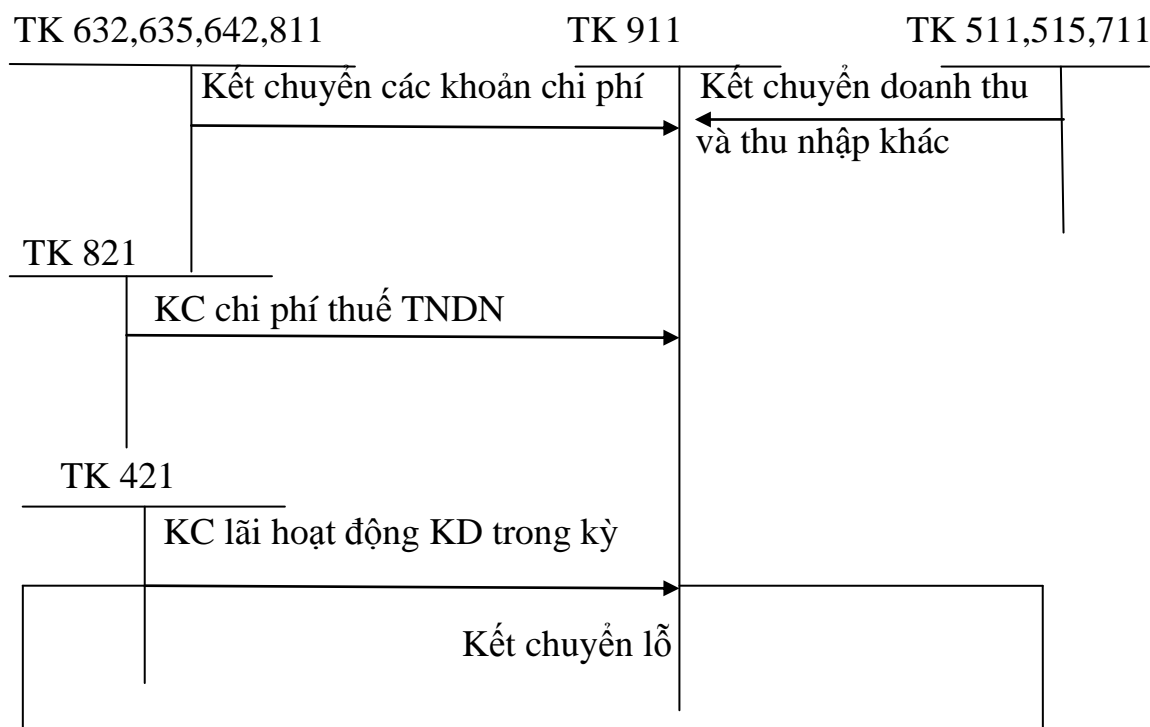 TK 632,635,642,811 TK 911 TK 511,515,711
Kết chuyển các khoản chi phí Kết chuyển doanh thu
và thu nhập khác
TK 821
KC chi phí thuế TNDN
TK 421
KC lãi hoạt động KD trong kỳ
Kết chuyển lỗ